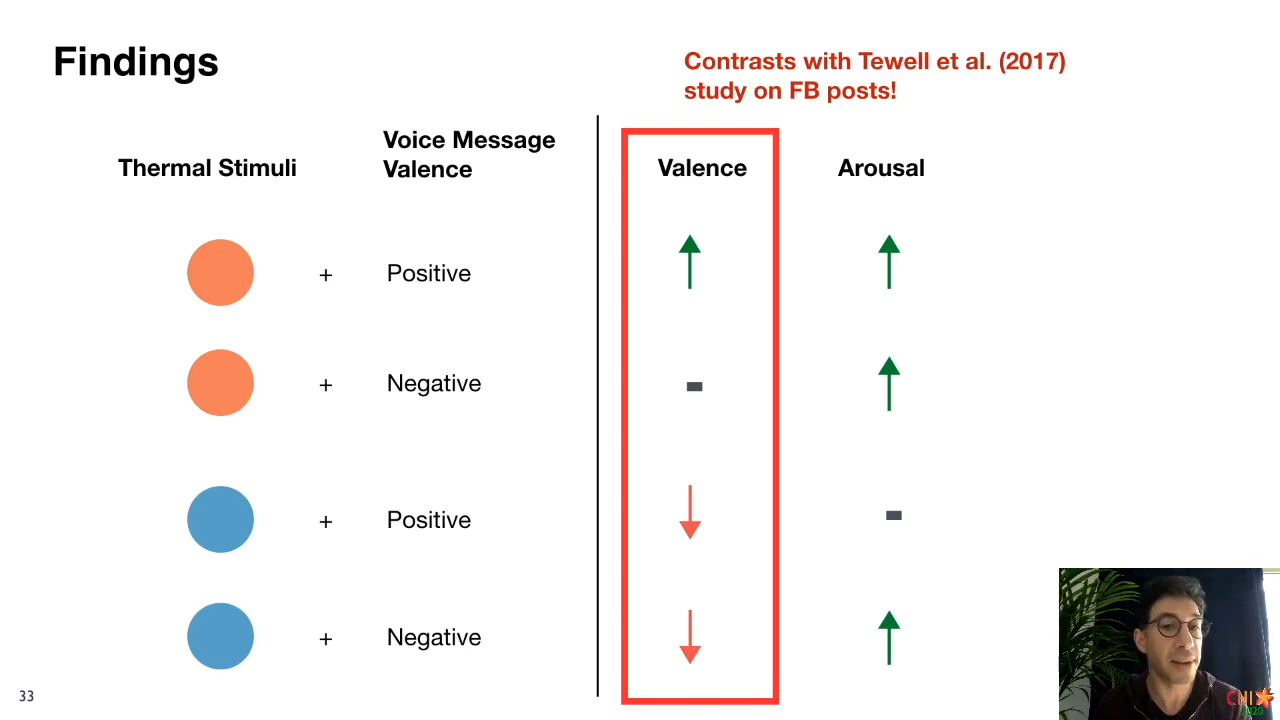 Findings
Contrasts with Tewell et al. (2017)
study on FB posts!
Thermal Stimuli
Voice Message
Valence
Valence
Arousal
+ Positive
+ Negative
+ Positive
+ Negative
33
2020